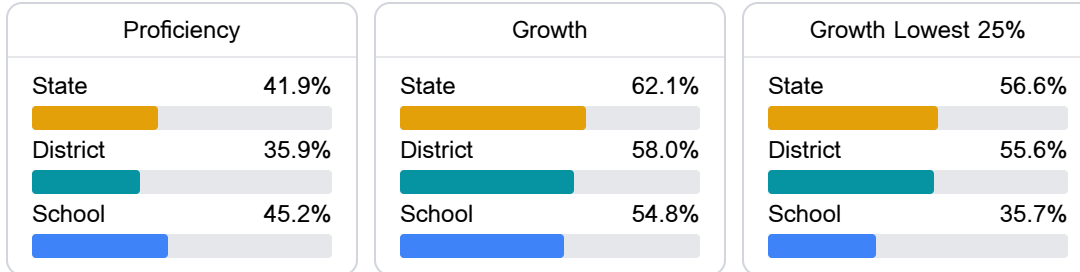 Proficiency
State 41.9%
District 35.9%
School 45.2%
Growth
State 62.1%
District 58.0%
School 54.8%
Growth Lowest 25%
State 56.6%
District 55.6%
School 35.7%